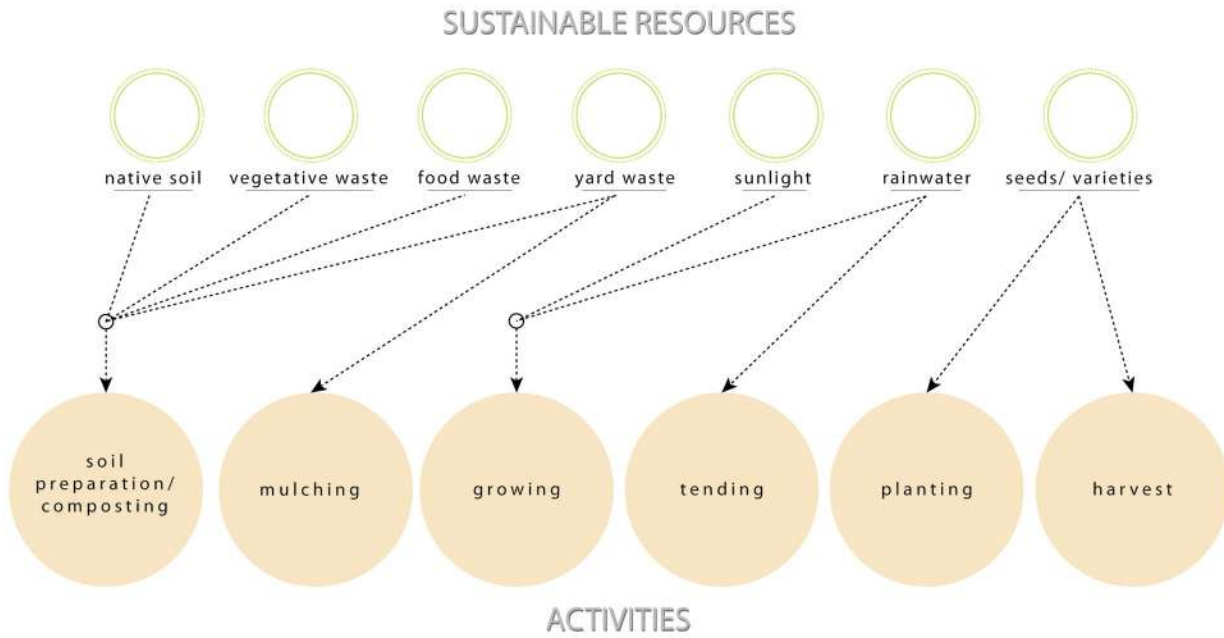 SUSTAINABLE RESOURCES
native soil
vegetative waste
food waste
yard waste
sunlight
rainwater
seeds/ varieties
soil
preparation/
composting
mulching
growing
tending
planting
harvest
ACTIVITIES